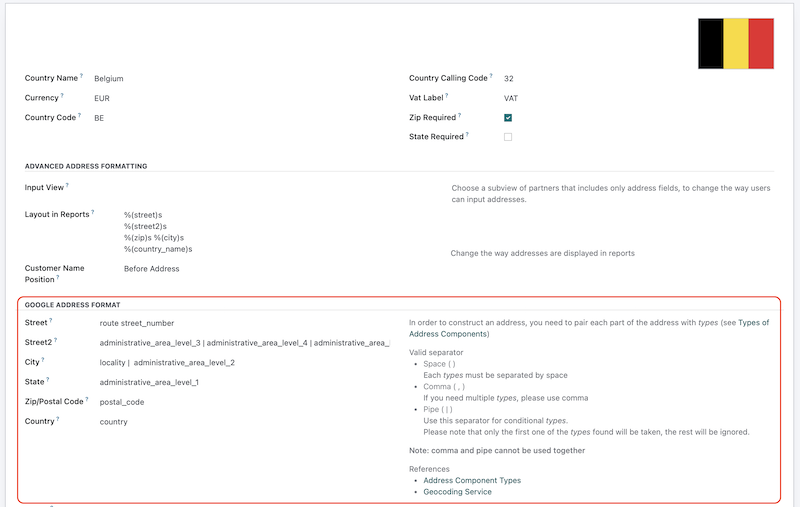 Country Name ?
Belgium
Country Calling Code ?
32
Currency ?
EUR
Vat Label ?
VAT
Country Code ?
BE
Zip Required ?
State Required ?
ADVANCED ADDRESS FORMATTING
Input View ?
Choose a subview of partners that includes only address fields, to change the way users
can input addresses.
Layout in Reports ?
%(street)s
%(street2)s
%(zip)s %(city)s
%(country_name)s
Change the way addresses are displayed in reports
Customer Name
Position ?
Before Address
GOOGLE ADDRESS FORMAT
Street ?
route street_number
Street2 ?
administrative_area_level_3 | administrative_area_level_4 | administrative_area_
City ?
locality | administrative_area_level_2
State ?
administrative_area_level_1
Zip/Postal Code ?
postal_code
Country ?
country
In order to construct an address, you need to pair each part of the address with types (see Types of
Address Components)
Valid separator
• Space ( )
Each types must be separated by space
• Comma ( , )
If you need multiple types, please use comma
• Pipe ( | )
Use this separator for conditional types.
Please note that only the first one of the types found will be taken, the rest will be ignored.
Note: comma and pipe cannot be used together
References
• Address Component Types
• Geocoding Service